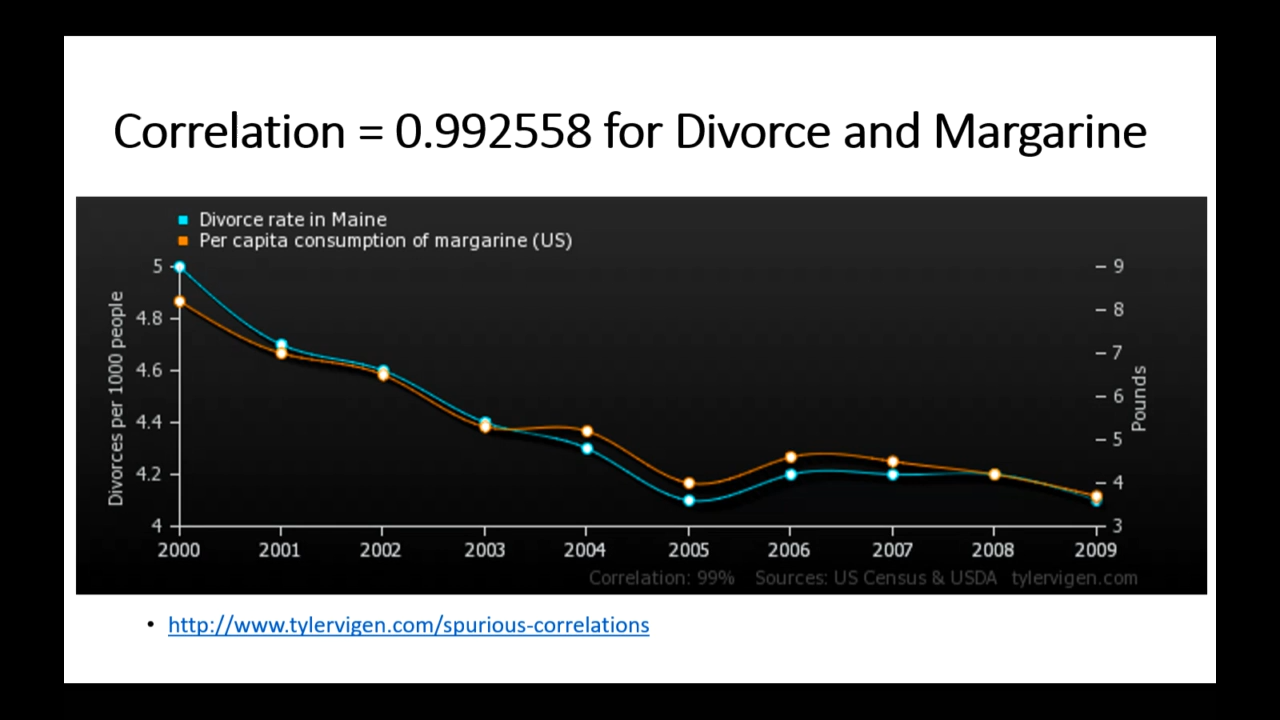 Correlation = 0.992558 for Divorce and Margarine
Divorce rate in Maine
Per capita consumption of margarine (US)
Divorces per 1000 people
5
4.8
4.6
4.4
4.2
4
9
8
7
6
5
4
3
Pounds
2000 2001 2002 2003 2004 2005 2006 2007 2008 2009
Correlation: 99% Sources: US Census & USDA tylervigen.com
• http://www.tylervigen.com/spurious-correlations